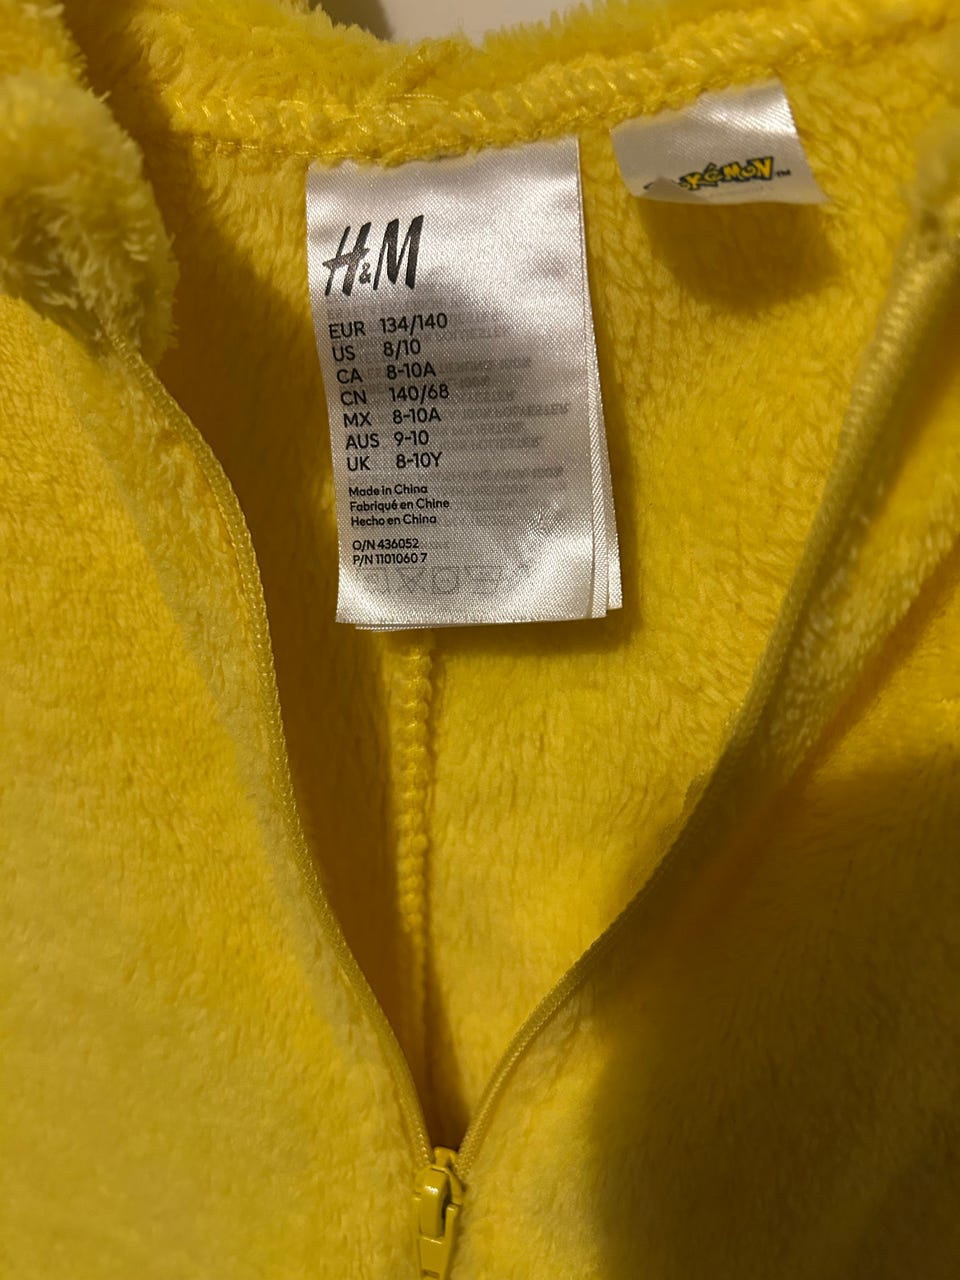 H&M
EUR 134/140
US 8/10
CA 8-10A
CN 140/68
MX 8-10A
AUS 9-10
UK 8-10Y
Made in China
Fabriqué en Chine
Hecho en China
O/N 436052
P/N 1101060 7
POKÉMON™